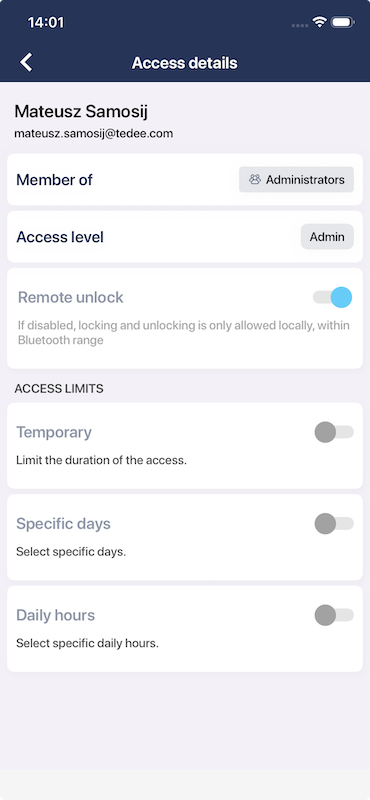 14:01
Access details
Mateusz Samosij
mateusz.samosij@tedee.com
Member of
Administrators
Access level
Admin
Remote unlock
If disabled, locking and unlocking is only allowed locally, within
Bluetooth range
ACCESS LIMITS
Temporary
Limit the duration of the access.
Specific days
Select specific days.
Daily hours
Select specific daily hours.